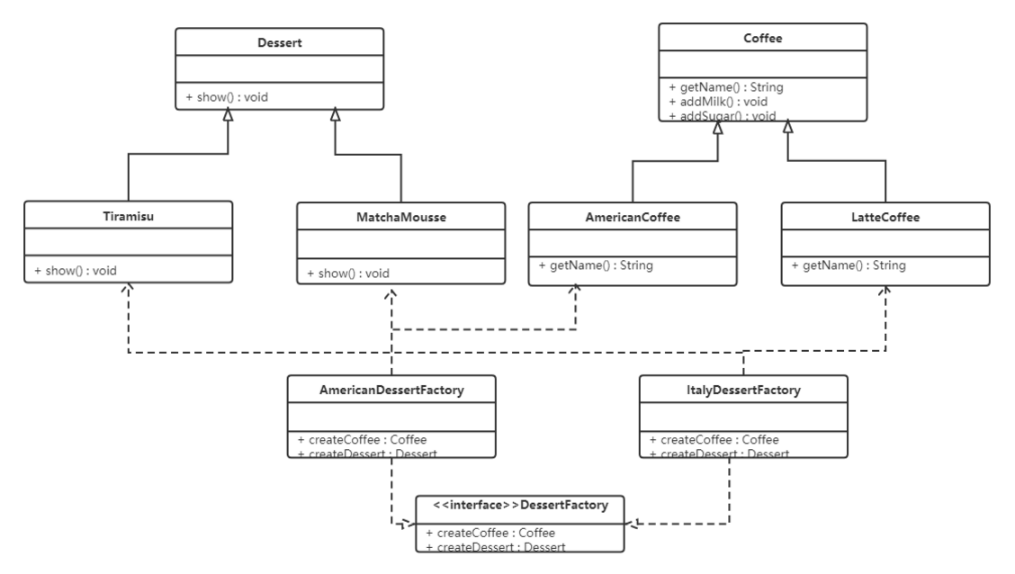 Dessert
+ show() : void
Coffee
+ getName() : String
+ addMilk() : void
+ addSugar() : void
Tiramisu
+ show() : void
MatchaMousse
+ show() : void
AmericanCoffee
+ getName() : String
LatteCoffee
+ getName() : String
AmericanDessertFactory
+ createCoffee : Coffee
+ createDessert : Dessert
ItalyDessertFactory
+ createCoffee : Coffee
+ createDessert : Dessert
<<interface>>DessertFactory
+ createCoffee : Coffee
+ createDessert : Dessert